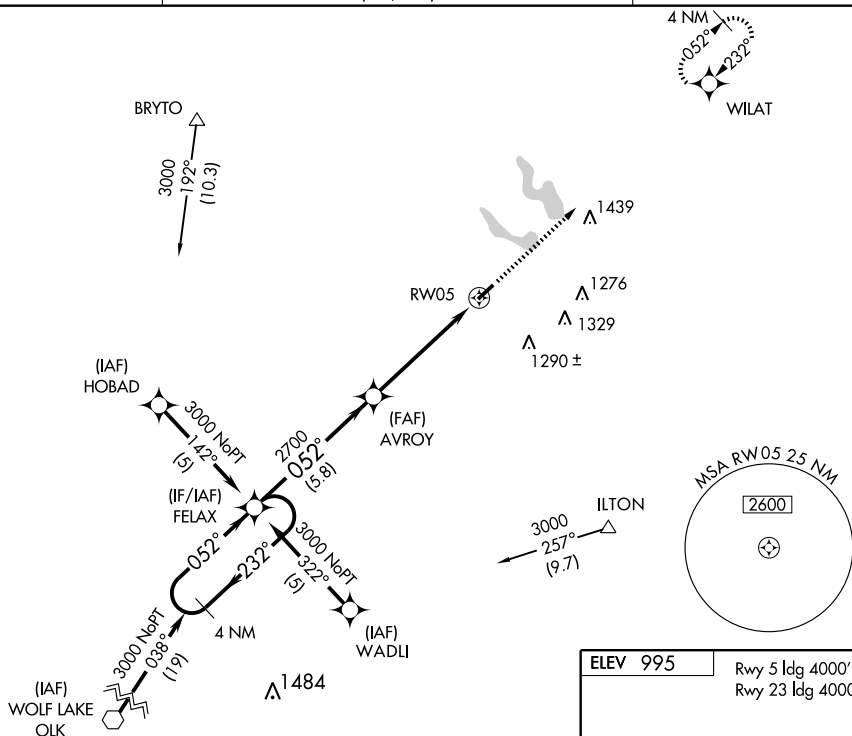 4 NM
052°
232°
WILAT
BRYTO
3000
192°
(10.3)
1439
RW05
1276
1329
1290 ±
(IAF)
HOBAD
3000 NoPT
142°
(5)
(FAF)
AVROY
2700
052°
(5.8)
(IF/IAF)
FELAX
MSA RW05 25 NM
2600
ILTON
3000
257°
(9.7)
052°
232°
3000 NoPT
322°
(5)
4 NM
(IAF)
WADLI
3000 NoPT
038°
(19)
(IAF)
WOLF LAKE
OLK
1484
ELEV 995
Rwy 5 ldg 4000'
Rwy 23 ldg 4000